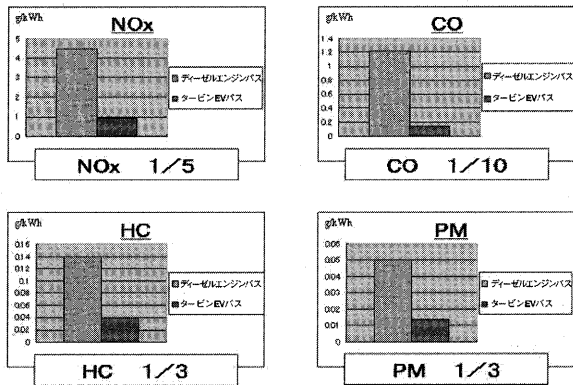 g/kWh
NOx
5
4
3
2
1
0
ディーゼルエンジンバス
タービンEVバス
NOx 1／5
g/kWh
CO
1.4
1.2
1
0.8
0.6
0.4
0.2
0
ディーゼルエンジンバス
タービンEVバス
CO 1／10
g/kWh
HC
0.16
0.14
0.12
0.1
0.08
0.06
0.04
0.02
0
ディーゼルエンジンバス
タービンEVバス
HC 1／3
g/kWh
PM
0.06
0.05
0.04
0.03
0.02
0.01
0
ディーゼルエンジンバス
タービンEVバス
PM 1／3